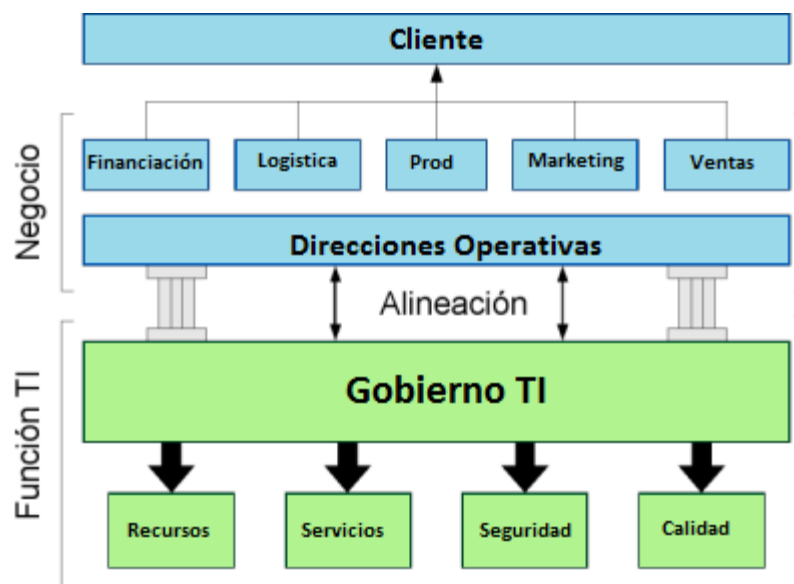 Cliente
Negocio
Financiación
Logistica
Prod
Marketing
Ventas
Direcciones Operativas
Alineación
Función TI
Gobierno TI
Recursos
Servicios
Seguridad
Calidad